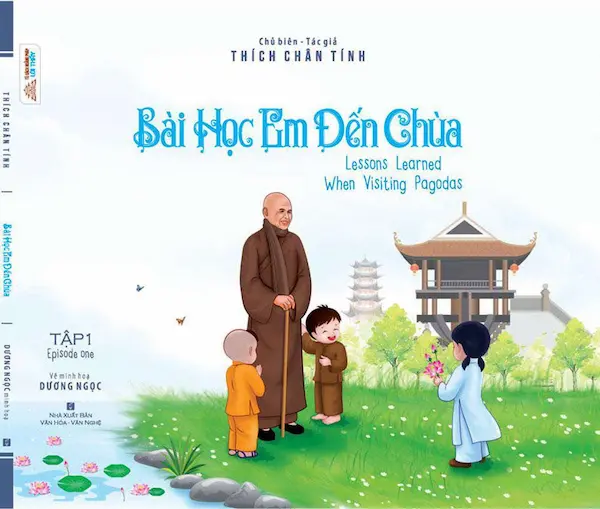 Chủ biên - Tác giả
THÍCH CHÂN TÍNH
Bài Học Em Đến Chùa
Lessons Learned
When Visiting Pagodas
TẬP 1
Episode one
Vẽ minh hoạ
DƯƠNG NGỌC
NHÀ XUẤT BẢN
VĂN HÓA - VĂN NGHỆ
THÍCH CHÂN TÍNH
Bài Học Em Đến Chùa
DƯƠNG NGỌC minh hoạ